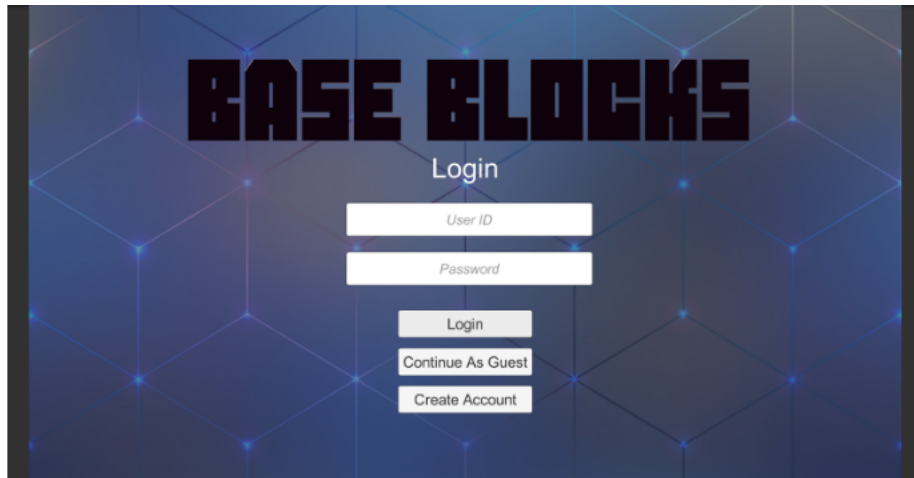 BASE BLOCKS
Login
User ID
Password
Login
Continue As Guest
Create Account